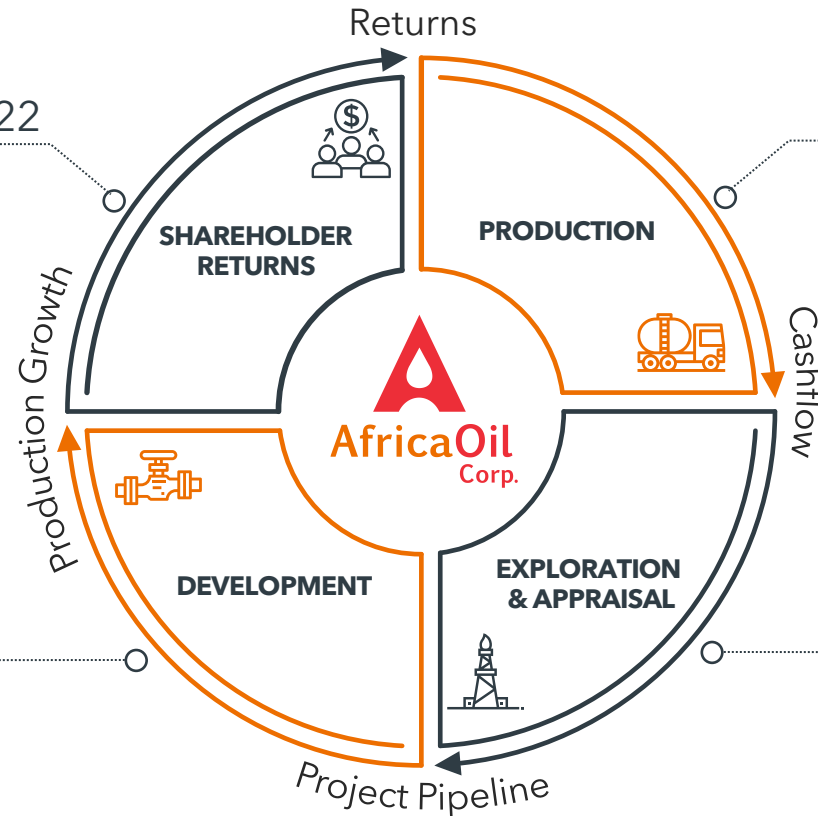 Returns
22
SHAREHOLDER
RETURNS
$
PRODUCTION
Production Growth
Cashflow
AfricaOil
Corp.
DEVELOPMENT
EXPLORATION
& APPRAISAL
Project Pipeline